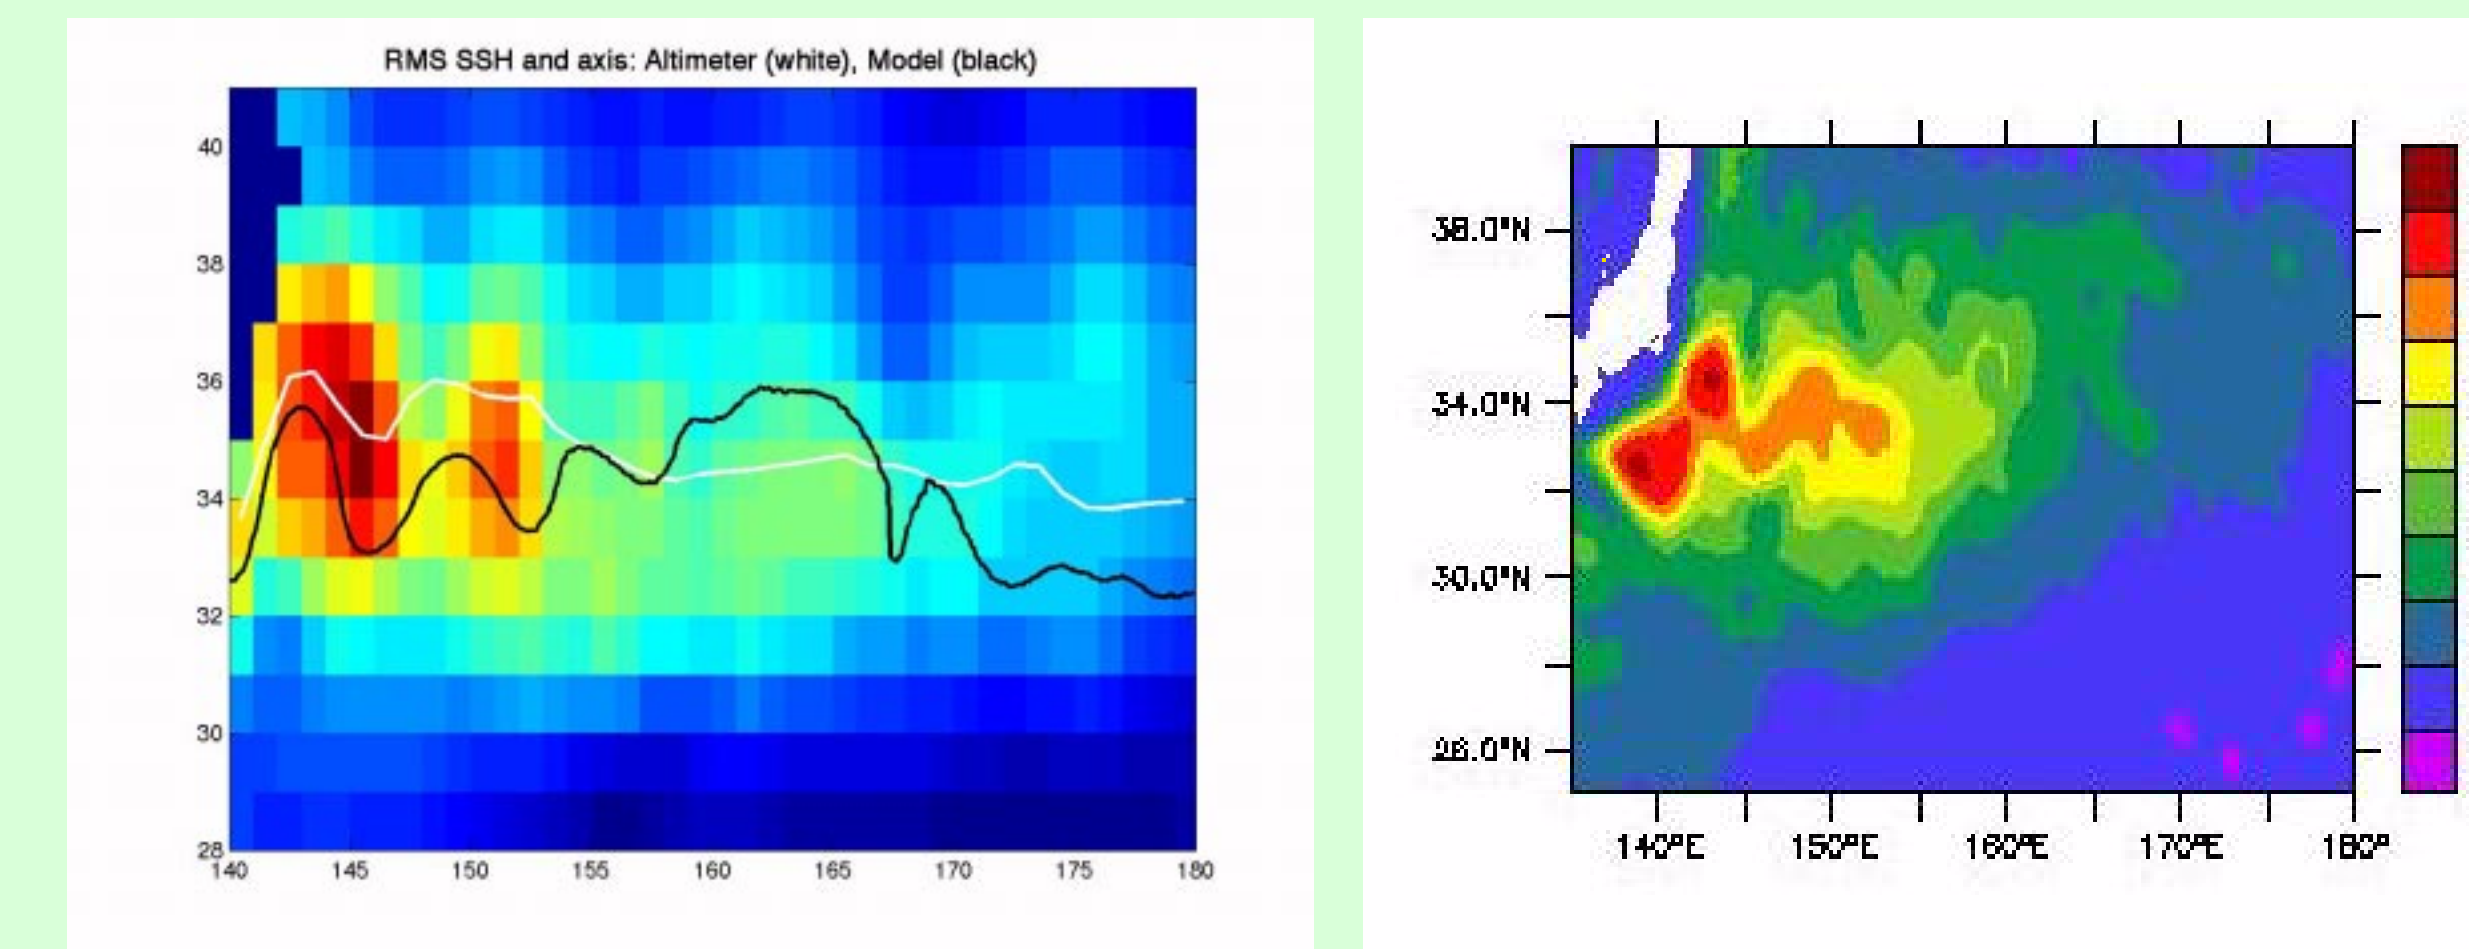 RMS SSH and axis: Altimeter (white), Model (black)
40
38
36
34
32
30
28
140 145 150 155 160 165 170 175 180
38.0°N
34.0°N
30.0°N
26.0°N
140°E 150°E 160°E 170°E 180°